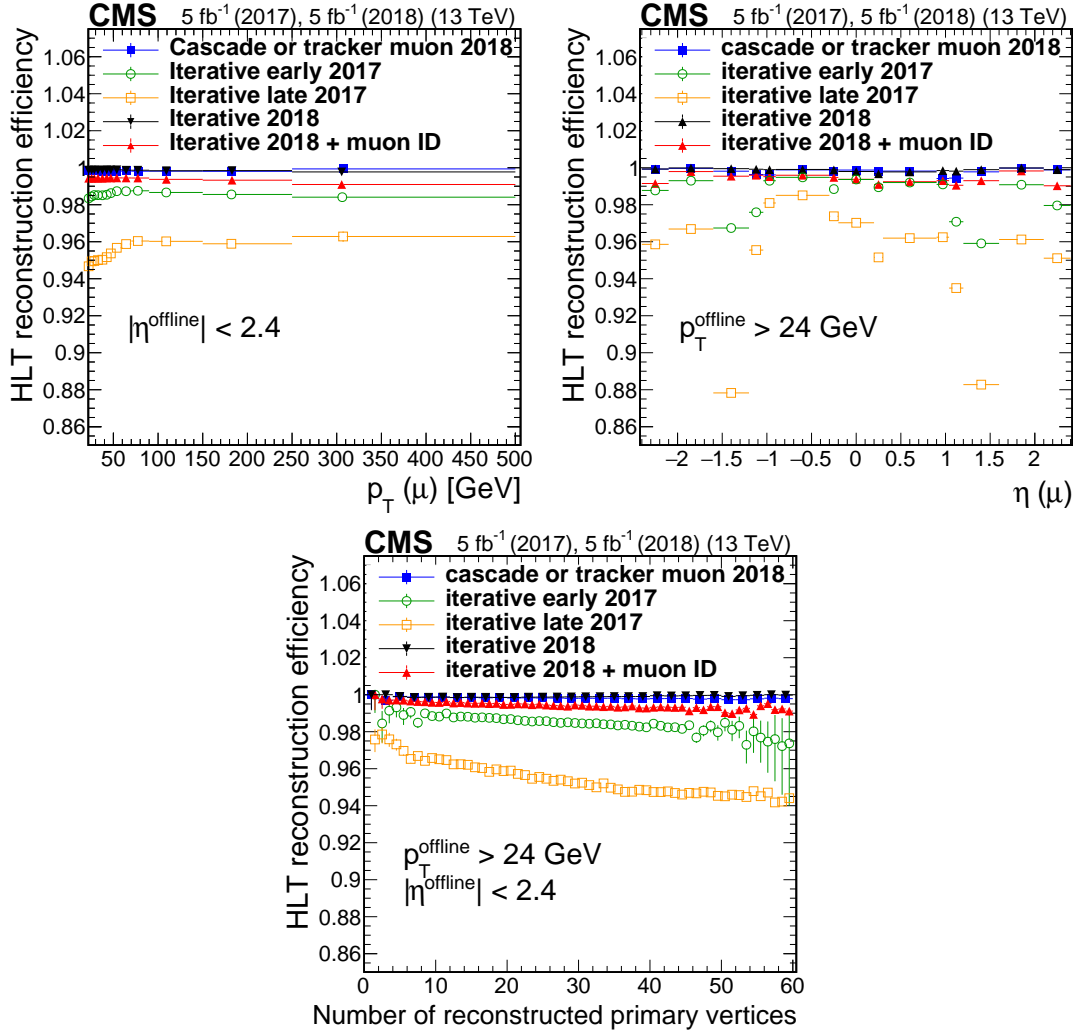 CMS 5 fb⁻¹ (2017), 5 fb⁻¹ (2018) (13 TeV)
HLT reconstruction efficiency
1.06
1.04
1.02
1
0.98
0.96
0.94
0.92
0.9
0.88
0.86
Cascade or tracker muon 2018
Iterative early 2017
Iterative late 2017
Iterative 2018
Iterative 2018 + muon ID
|η^offline| < 2.4
50 100 150 200 250 300 350 400 450 500
p_T (μ) [GeV]
CMS 5 fb⁻¹ (2017), 5 fb⁻¹ (2018) (13 TeV)
HLT reconstruction efficiency
1.06
1.04
1.02
1
0.98
0.96
0.94
0.92
0.9
0.88
0.86
cascade or tracker muon 2018
iterative early 2017
iterative late 2017
iterative 2018
iterative 2018 + muon ID
p_T^offline > 24 GeV
−2 −1.5 −1 −0.5 0 0.5 1 1.5 2
η (μ)
CMS 5 fb⁻¹ (2017), 5 fb⁻¹ (2018) (13 TeV)
HLT reconstruction efficiency
1.06
1.04
1.02
1
0.98
0.96
0.94
0.92
0.9
0.88
0.86
cascade or tracker muon 2018
iterative early 2017
iterative late 2017
iterative 2018
iterative 2018 + muon ID
p_T^offline > 24 GeV
|η^offline| < 2.4
0 10 20 30 40 50 60
Number of reconstructed primary vertices